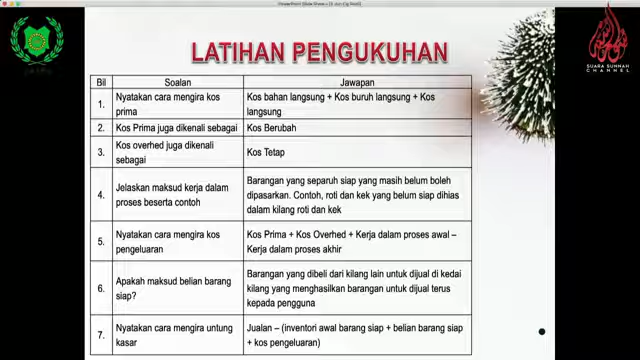 LATIHAN PENGUKUHAN
Bil Soalan Jawapan
1. Nyatakan cara mengira kos prima Kos bahan langsung + Kos buruh langsung + Kos langsung
2. Kos Prima juga dikenali sebagai Kos Berubah
3. Kos overhed juga dikenali sebagai Kos Tetap
4. Jelaskan maksud kerja dalam proses beserta contoh Barangan yang separuh siap yang masih belum boleh dipasarkan. Contoh, roti dan kek yang belum siap dihias dalam kilang roti dan kek
5. Nyatakan cara mengira kos pengeluaran Kos Prima + Kos Overhed + Kerja dalam proses awal – Kerja dalam proses akhir
6. Apakah maksud belian barang siap? Barangan yang dibeli dari kilang lain untuk dijual di kedai kilang yang menghasilkan barangan untuk dijual terus kepada pengguna
7. Nyatakan cara mengira untung kasar Jualan – (inventori awal barang siap + belian barang siap + kos pengeluaran)
SUARA SUNNAH
CHANNEL